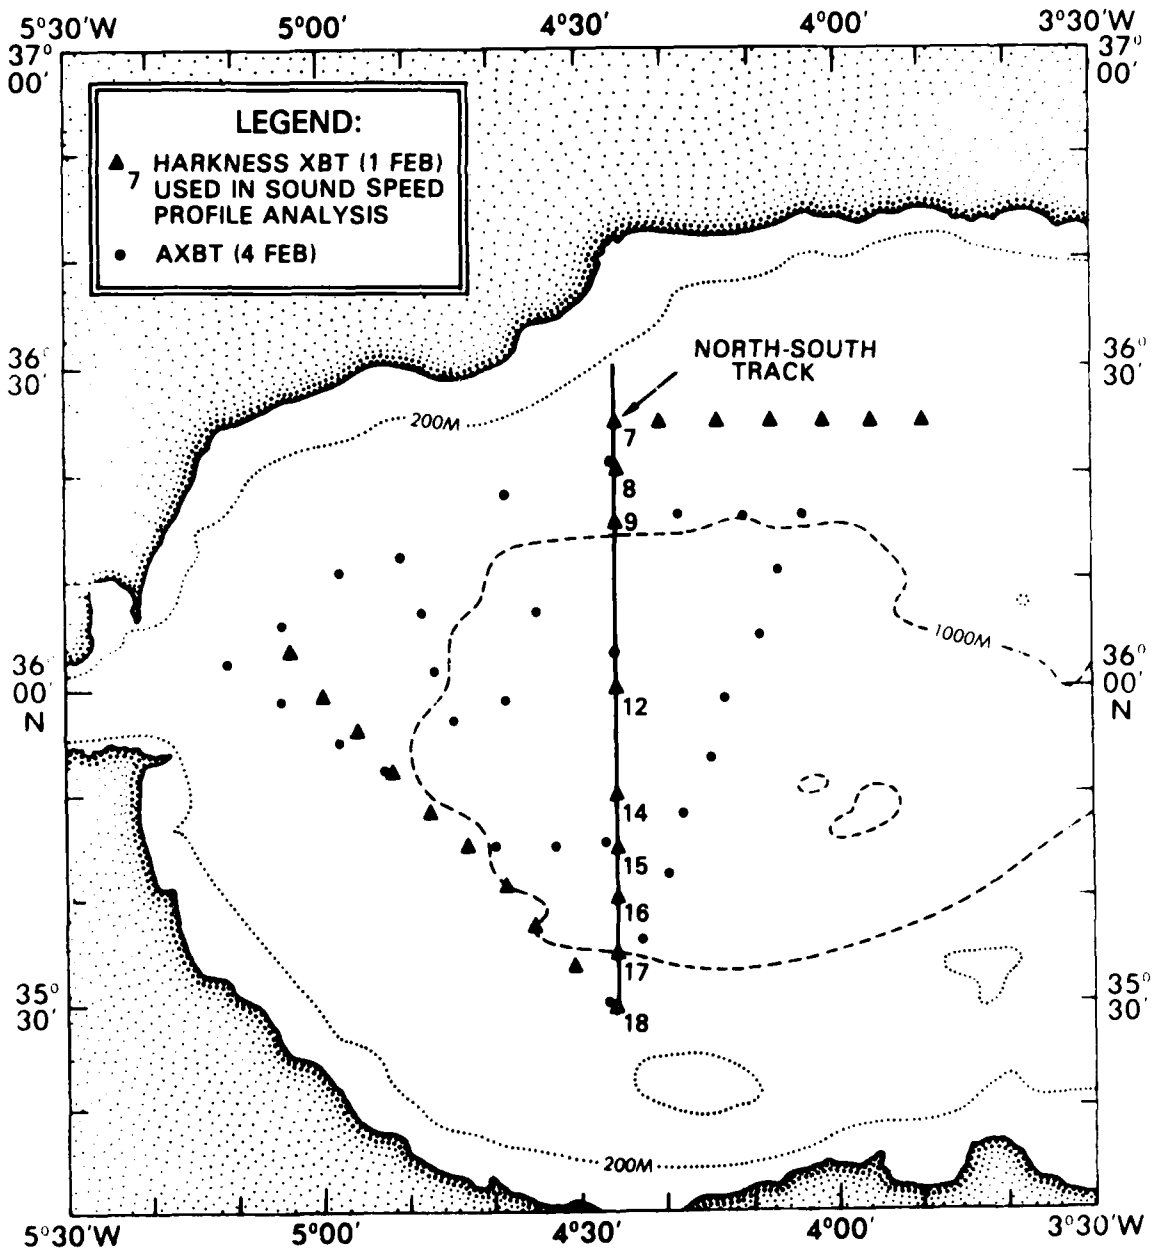 5°30'W 5°00' 4°30' 4°00' 3°30'W
37° 00'
37° 00'
LEGEND:
▲7 HARKNESS XBT (1 FEB)
USED IN SOUND SPEED
PROFILE ANALYSIS
● AXBT (4 FEB)
36° 30'
36° 30'
NORTH-SOUTH
TRACK
200M
7
8
9
1000M
36° 00' N
36° 00' N
12
14
15
16
17
35° 30'
35° 30'
18
200M
5°30'W 5°00' 4°30' 4°00' 3°30'W